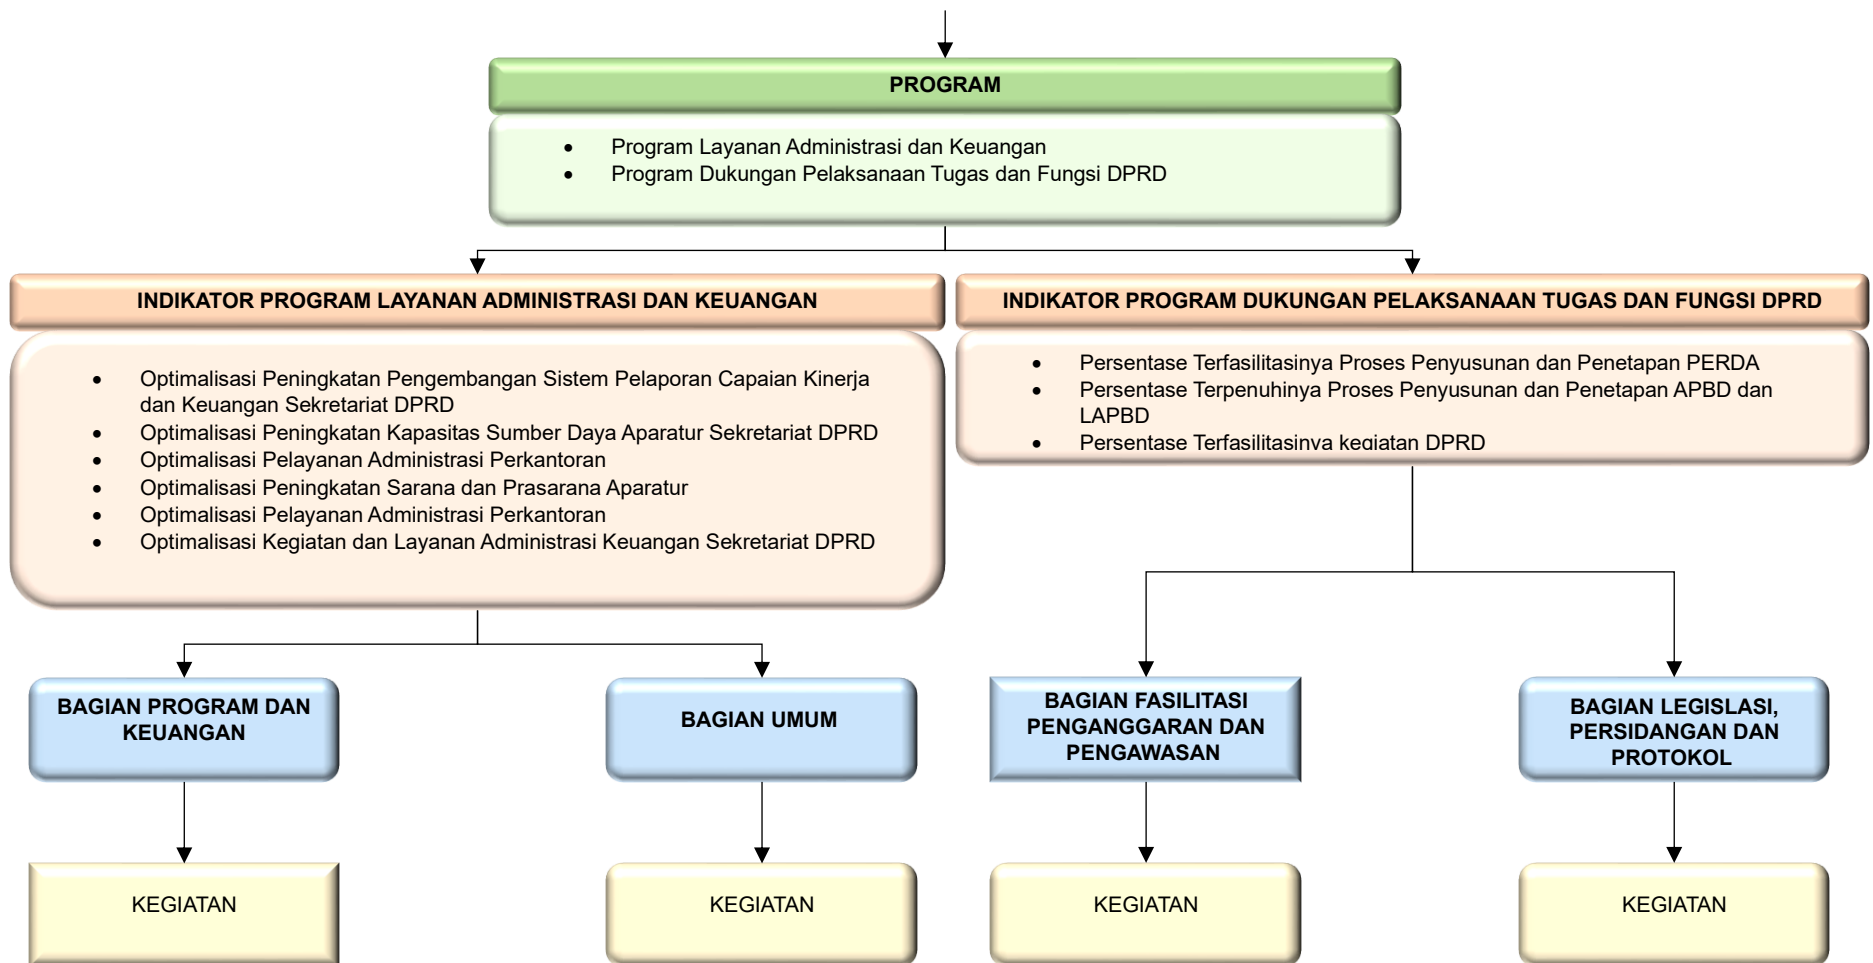 PROGRAM
• Program Layanan Administrasi dan Keuangan
• Program Dukungan Pelaksanaan Tugas dan Fungsi DPRD
INDIKATOR PROGRAM LAYANAN ADMINISTRASI DAN KEUANGAN
• Optimalisasi Peningkatan Pengembangan Sistem Pelaporan Capaian Kinerja
dan Keuangan Sekretariat DPRD
• Optimalisasi Peningkatan Kapasitas Sumber Daya Aparatur Sekretariat DPRD
• Optimalisasi Pelayanan Administrasi Perkantoran
• Optimalisasi Peningkatan Sarana dan Prasarana Aparatur
• Optimalisasi Pelayanan Administrasi Perkantoran
• Optimalisasi Kegiatan dan Layanan Administrasi Keuangan Sekretariat DPRD
INDIKATOR PROGRAM DUKUNGAN PELAKSANAAN TUGAS DAN FUNGSI DPRD
• Persentase Terfasilitasinya Proses Penyusunan dan Penetapan PERDA
• Persentase Terpenuhinya Proses Penyusunan dan Penetapan APBD dan
LAPBD
• Persentase Terfasilitasinya kegiatan DPRD
BAGIAN PROGRAM DAN
KEUANGAN
BAGIAN UMUM
BAGIAN FASILITASI
PENGANGGARAN DAN
PENGAWASAN
BAGIAN LEGISLASI,
PERSIDANGAN DAN
PROTOKOL
KEGIATAN
KEGIATAN
KEGIATAN
KEGIATAN